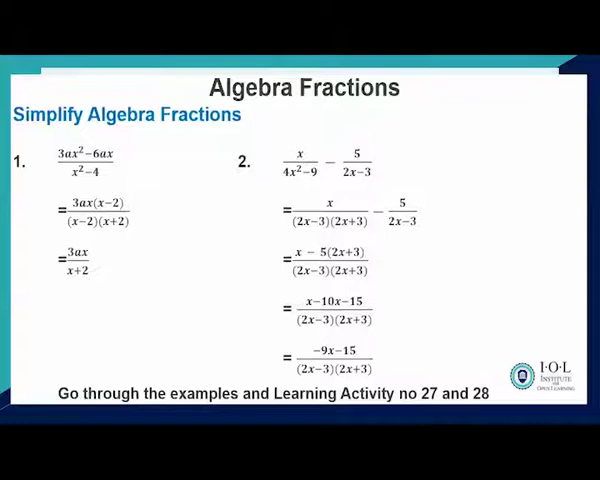 Algebra Fractions
Simplify Algebra Fractions
1. (3ax²−6ax)/(x²−4)
=(3ax(x−2))/((x−2)(x+2))
=3ax/(x+2)
2. x/(4x²−9) − 5/(2x−3)
=x/((2x−3)(2x+3)) − 5/(2x−3)
=(x − 5(2x+3))/((2x−3)(2x+3))
= (x−10x−15)/((2x−3)(2x+3))
= (−9x−15)/((2x−3)(2x+3))
Go through the examples and Learning Activity no 27 and 28
I·O·L
INSTITUTE
FOR
OPEN LEARNING